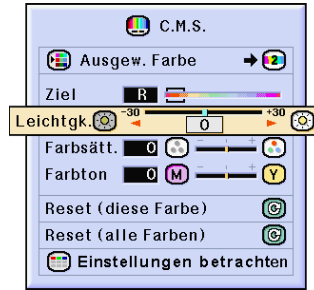 C.M.S.
Ausgew. Farbe 2
Ziel R
Leichtgk. -30 0 +30
Farbsätt. 0 - +
Farbton 0 M - + Y
Reset (diese Farbe)
Reset (alle Farben)
Einstellungen betrachten